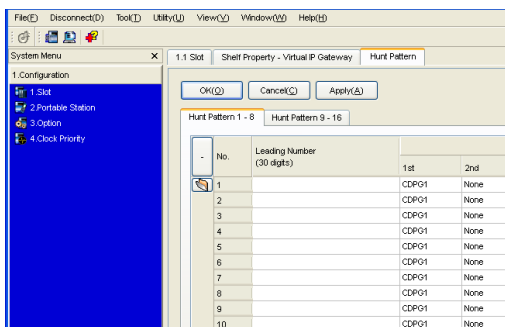 File(F) Disconnect(D) Tool(T) Utility(U) View(V) Window(W) Help(H)
System Menu X
1.1 Slot Shelf Property - Virtual IP Gateway Hunt Pattern
1.Configuration
1.Slot
2.Portable Station
3.Option
4.Clock Priority
OK(O) Cancel(C) Apply(A)
Hunt Pattern 1 - 8 Hunt Pattern 9 - 16
- No. Leading Number
(30 digits) 1st 2nd
1 CDPG1 None
2 CDPG1 None
3 CDPG1 None
4 CDPG1 None
5 CDPG1 None
6 CDPG1 None
7 CDPG1 None
8 CDPG1 None
9 CDPG1 None
10 CDPG1 None